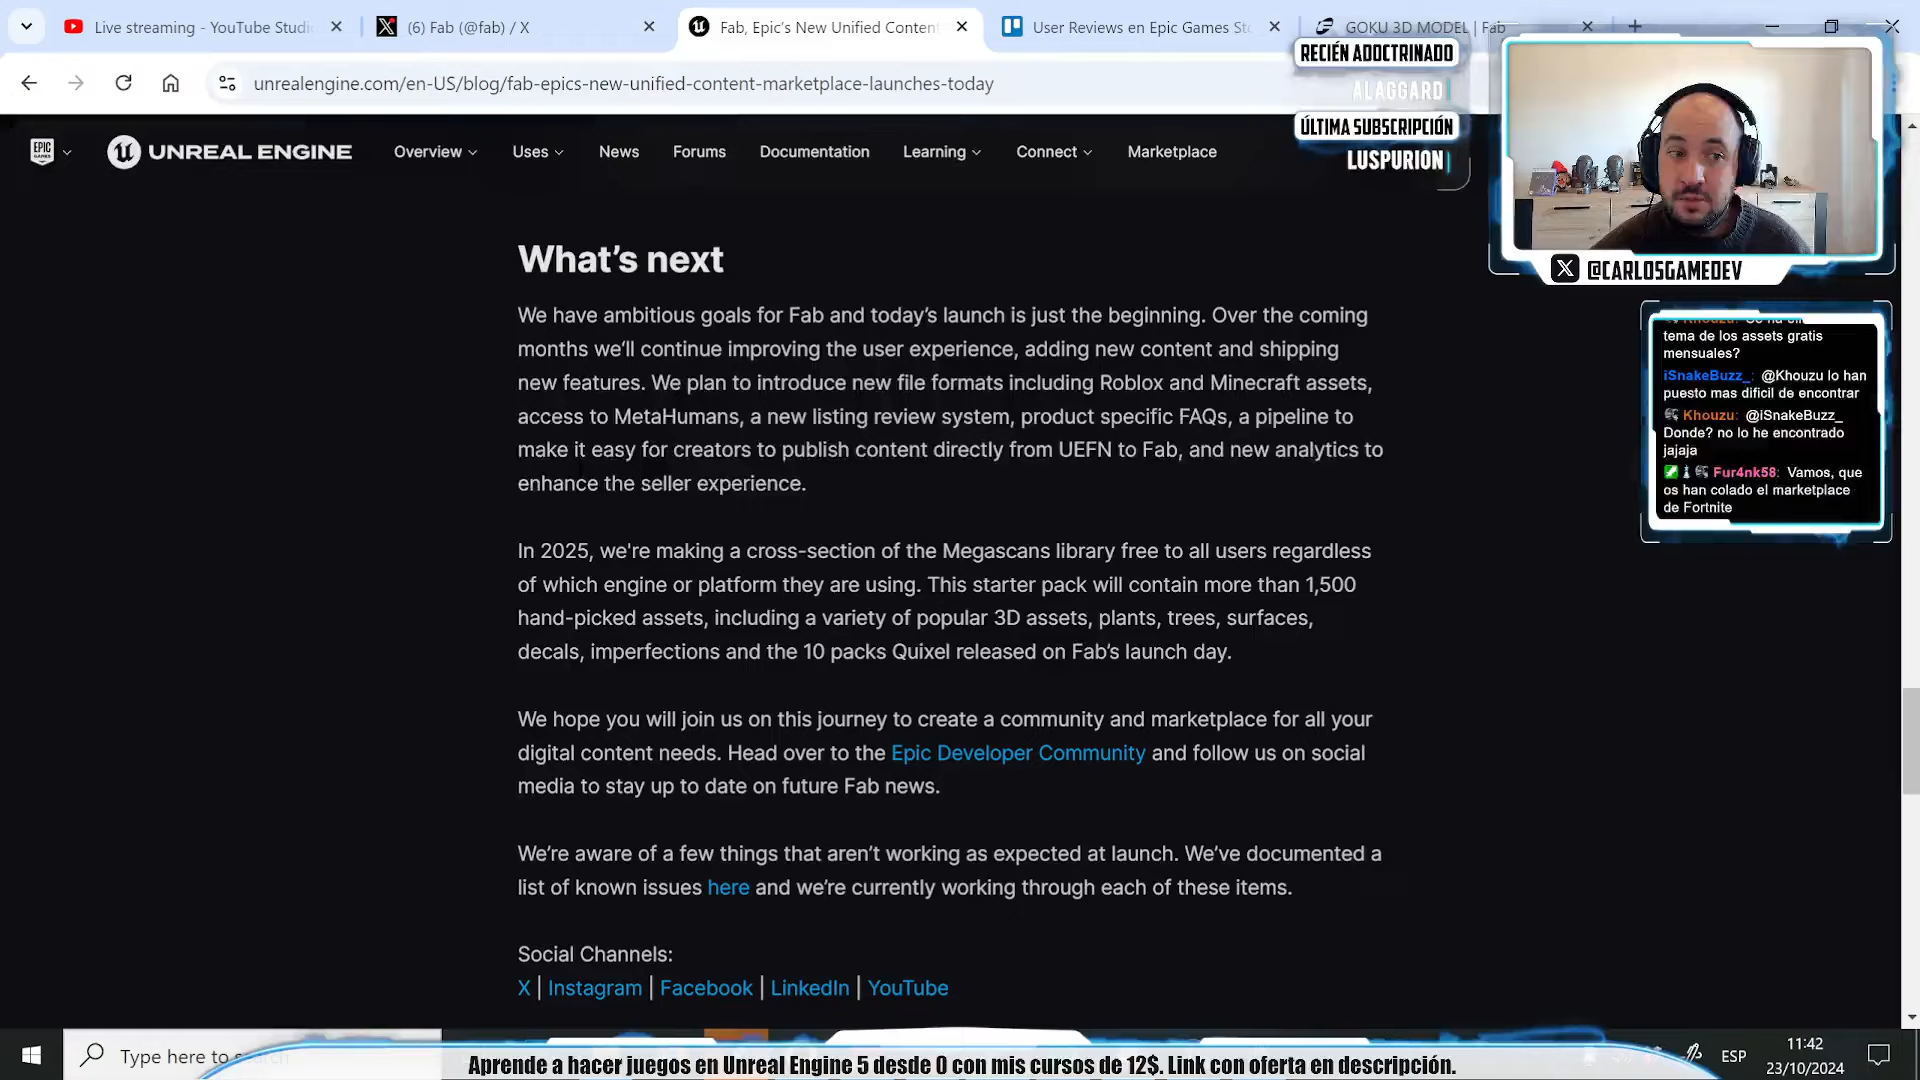 Live streaming - YouTube Studi
(6) Fab (@fab) / X
Fab, Epic's New Unified Content
User Reviews en Epic Games Sto
GOKU 3D MODEL | Fab
unrealengine.com/en-US/blog/fab-epics-new-unified-content-marketplace-launches-today
RECIÉN ADOCTRINADO
ALAGGARD
ÚLTIMA SUBSCRIPCIÓN
LUSPURION
EPIC GAMES
UNREAL ENGINE
Overview
Uses
News
Forums
Documentation
Learning
Connect
Marketplace
@CARLOSGAMEDEV
What's next
We have ambitious goals for Fab and today's launch is just the beginning. Over the coming
months we'll continue improving the user experience, adding new content and shipping
new features. We plan to introduce new file formats including Roblox and Minecraft assets,
access to MetaHumans, a new listing review system, product specific FAQs, a pipeline to
make it easy for creators to publish content directly from UEFN to Fab, and new analytics to
enhance the seller experience.
In 2025, we're making a cross-section of the Megascans library free to all users regardless
of which engine or platform they are using. This starter pack will contain more than 1,500
hand-picked assets, including a variety of popular 3D assets, plants, trees, surfaces,
decals, imperfections and the 10 packs Quixel released on Fab's launch day.
We hope you will join us on this journey to create a community and marketplace for all your
digital content needs. Head over to the Epic Developer Community and follow us on social
media to stay up to date on future Fab news.
We're aware of a few things that aren't working as expected at launch. We've documented a
list of known issues here and we're currently working through each of these items.
Social Channels:
X | Instagram | Facebook | LinkedIn | YouTube
Khouzu:
tema de los assets gratis
mensuales?
iSnakeBuzz_: @Khouzu lo han
puesto mas dificil de encontrar
Khouzu: @iSnakeBuzz_
Donde? no lo he encontrado
jajaja
Fur4nk58: Vamos, que
os han colado el marketplace
de Fortnite
Type here to search
Aprende a hacer juegos en Unreal Engine 5 desde 0 con mis cursos de 12$. Link con oferta en descripción.
ESP
11:42
23/10/2024